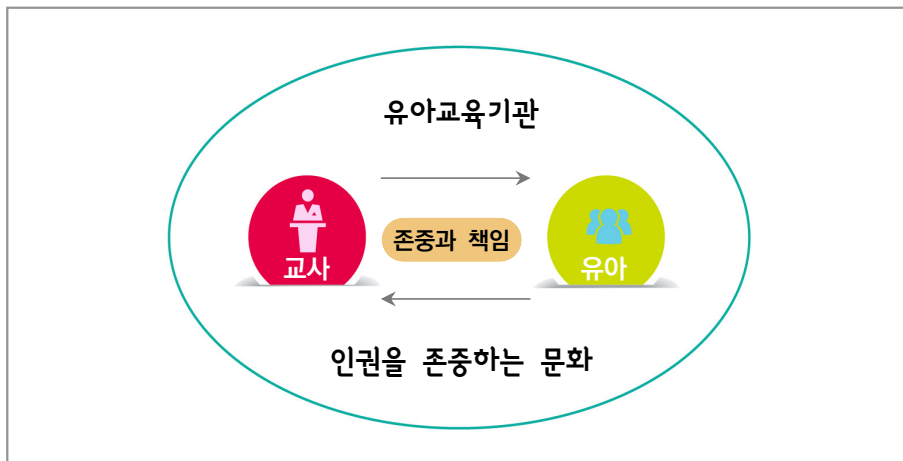 유아교육기관
존중과 책임
교사
유아
인권을 존중하는 문화